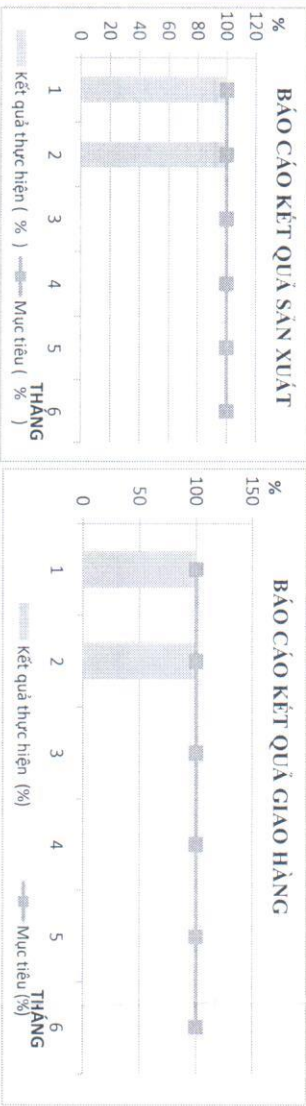 BÁO CÁO KẾT QUẢ SẢN XUẤT
%
120
100
80
60
40
20
0
1 2 3 4 5 6
THÁNG
Kết quả thực hiện ( % ) Mục tiêu ( % )
BÁO CÁO KẾT QUẢ GIAO HÀNG
%
150
100
50
0
1 2 3 4 5 6
THÁNG
Kết quả thực hiện (%) Mục tiêu (%)